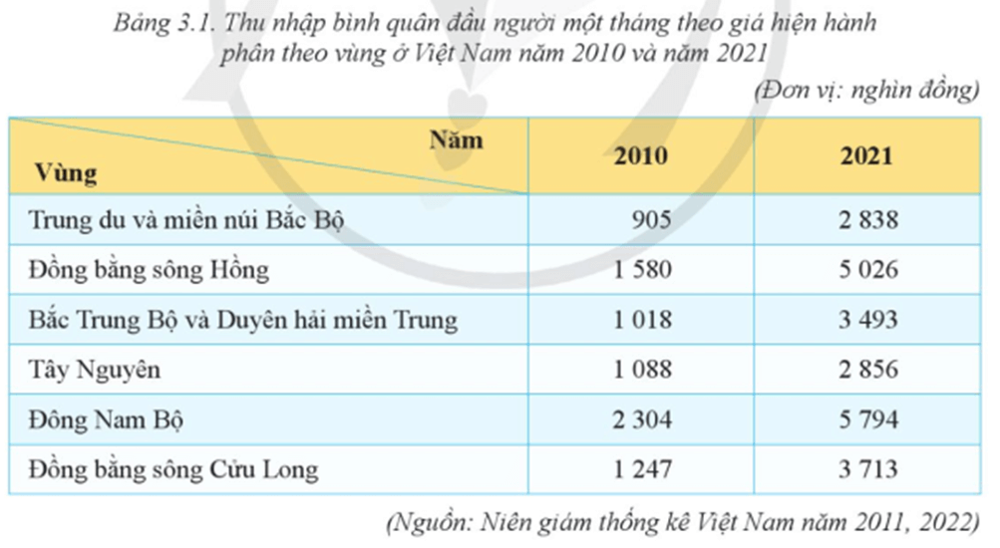 Bảng 3.1. Thu nhập bình quân đầu người một tháng theo giá hiện hành
phân theo vùng ở Việt Nam năm 2010 và năm 2021
(Đơn vị: nghìn đồng)
Năm
Vùng
2010 2021
Trung du và miền núi Bắc Bộ 905 2 838
Đồng bằng sông Hồng 1 580 5 026
Bắc Trung Bộ và Duyên hải miền Trung 1 018 3 493
Tây Nguyên 1 088 2 856
Đông Nam Bộ 2 304 5 794
Đồng bằng sông Cửu Long 1 247 3 713
(Nguồn: Niên giám thống kê Việt Nam năm 2011, 2022)